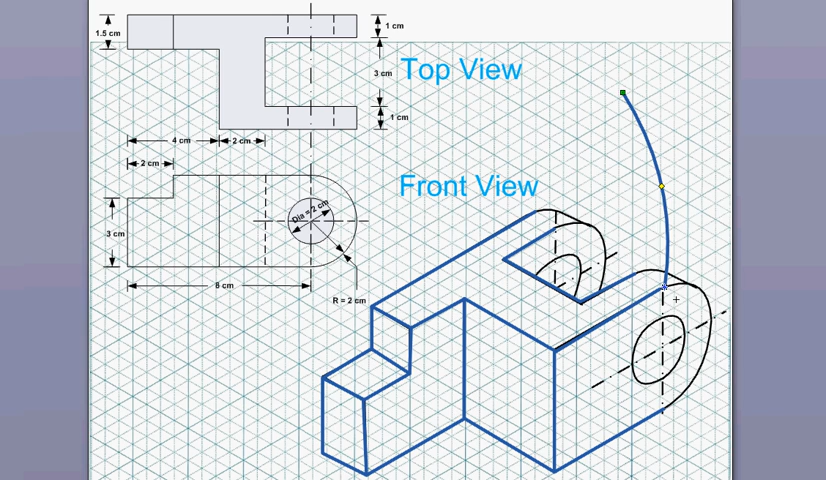 1.5 cm
1 cm
3 cm
Top View
1 cm
4 cm
2 cm
2 cm
Front View
3 cm
Dia = 2 cm
8 cm
R = 2 cm